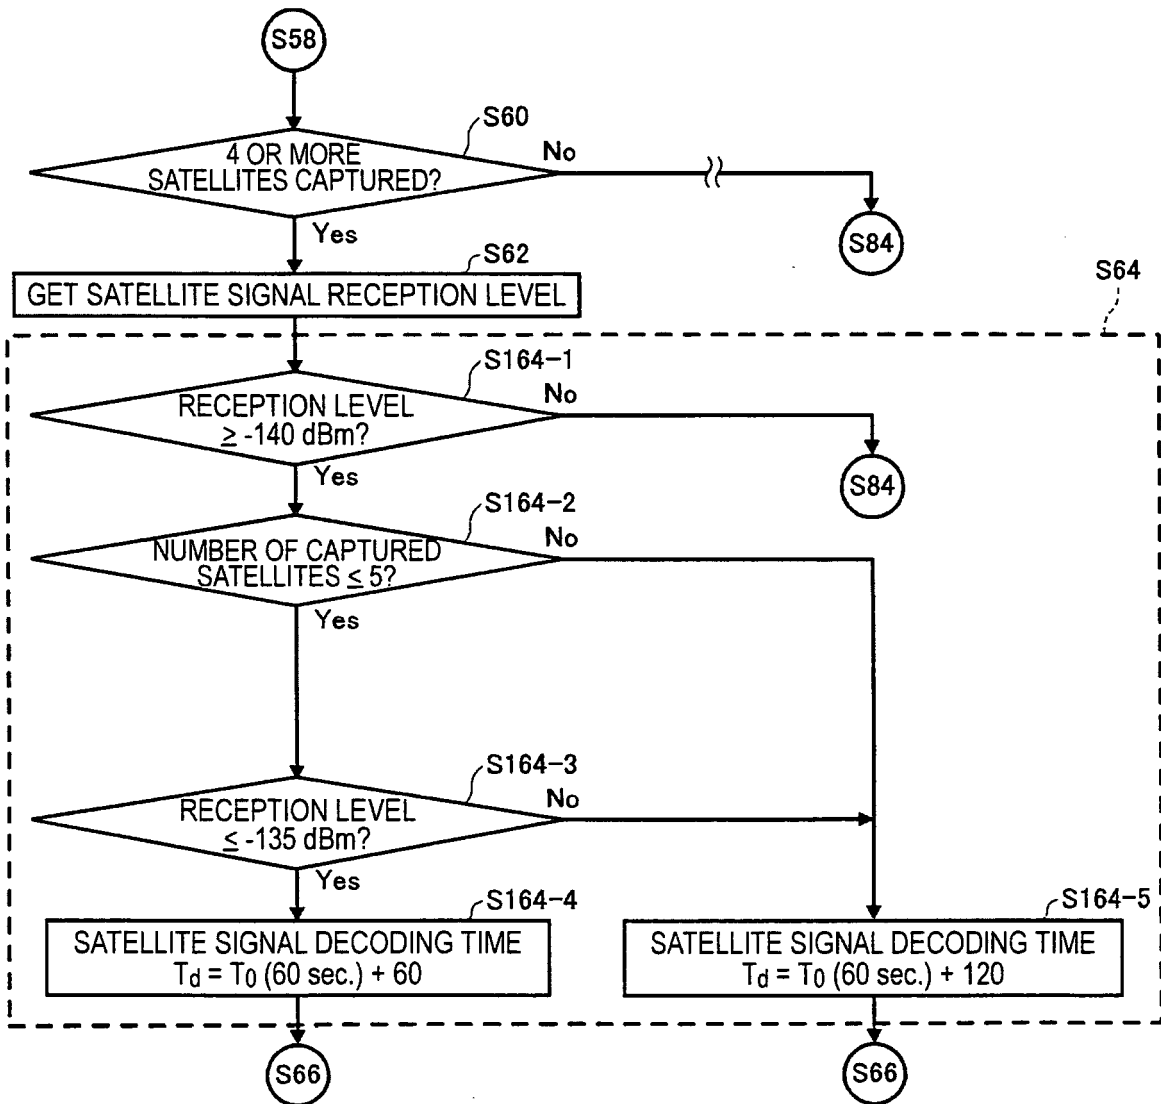 S58
S60
4 OR MORE
SATELLITES CAPTURED?
No
Yes
S84
S62
GET SATELLITE SIGNAL RECEPTION LEVEL
S64
S164-1
RECEPTION LEVEL
≥ -140 dBm?
No
Yes
S84
S164-2
NUMBER OF CAPTURED
SATELLITES ≤ 5?
No
Yes
S164-3
RECEPTION LEVEL
≤ -135 dBm?
No
Yes
S164-4
SATELLITE SIGNAL DECODING TIME
Td = T0 (60 sec.) + 60
S164-5
SATELLITE SIGNAL DECODING TIME
Td = T0 (60 sec.) + 120
S66
S66